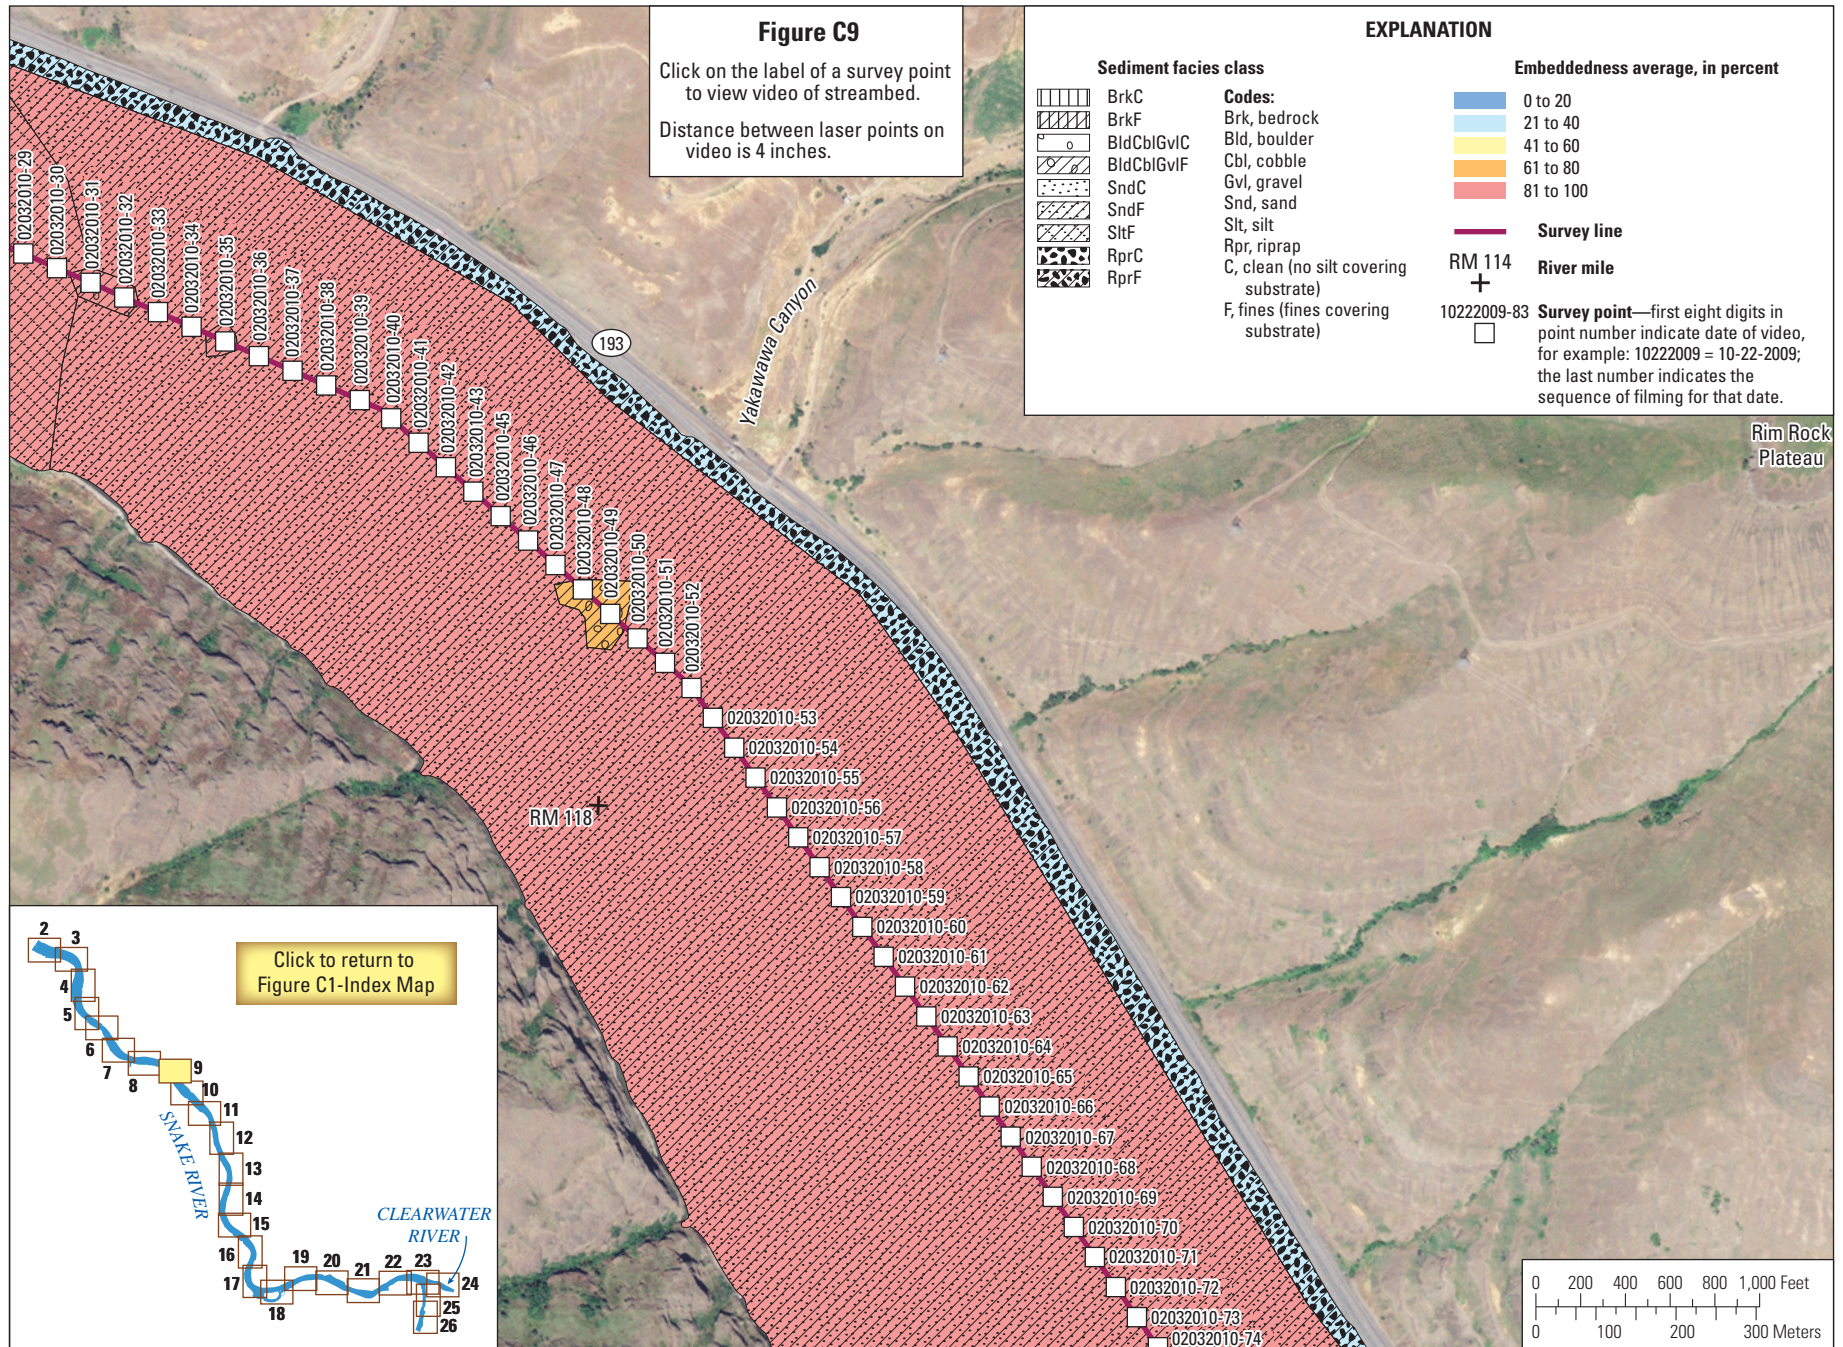 Figure C9
Click on the label of a survey point
to view video of streambed.
Distance between laser points on
video is 4 inches.
EXPLANATION
Sediment facies class
BrkC
BrkF
BldCblGvlC
BldCblGvlF
SndC
SndF
SltF
RprC
RprF
Codes:
Brk, bedrock
Bld, boulder
Cbl, cobble
Gvl, gravel
Snd, sand
Slt, silt
Rpr, riprap
C, clean (no silt covering
substrate)
F, fines (fines covering
substrate)
Embeddedness average, in percent
0 to 20
21 to 40
41 to 60
61 to 80
81 to 100
Survey line
RM 114
River mile
10222009-83
Survey point—first eight digits in
point number indicate date of video,
for example: 10222009 = 10-22-2009;
the last number indicates the
sequence of filming for that date.
Rim Rock
Plateau
Yakawawa Canyon
193
02032010-29
02032010-30
02032010-31
02032010-32
02032010-33
02032010-34
02032010-35
02032010-36
02032010-37
02032010-38
02032010-39
02032010-40
02032010-41
02032010-42
02032010-43
02032010-45
02032010-46
02032010-47
02032010-48
02032010-49
02032010-50
02032010-51
02032010-52
02032010-53
02032010-54
02032010-55
02032010-56
RM 118
02032010-57
02032010-58
02032010-59
02032010-60
02032010-61
02032010-62
02032010-63
02032010-64
02032010-65
02032010-66
02032010-67
02032010-68
02032010-69
02032010-70
02032010-71
02032010-72
02032010-73
02032010-74
Click to return to
Figure C1-Index Map
2
3
4
5
6
7
8
9
10
11
12
13
14
15
16
17
18
19
20
21
22
23
24
25
26
SNAKE RIVER
CLEARWATER
RIVER
0 200 400 600 800 1,000 Feet
0 100 200 300 Meters